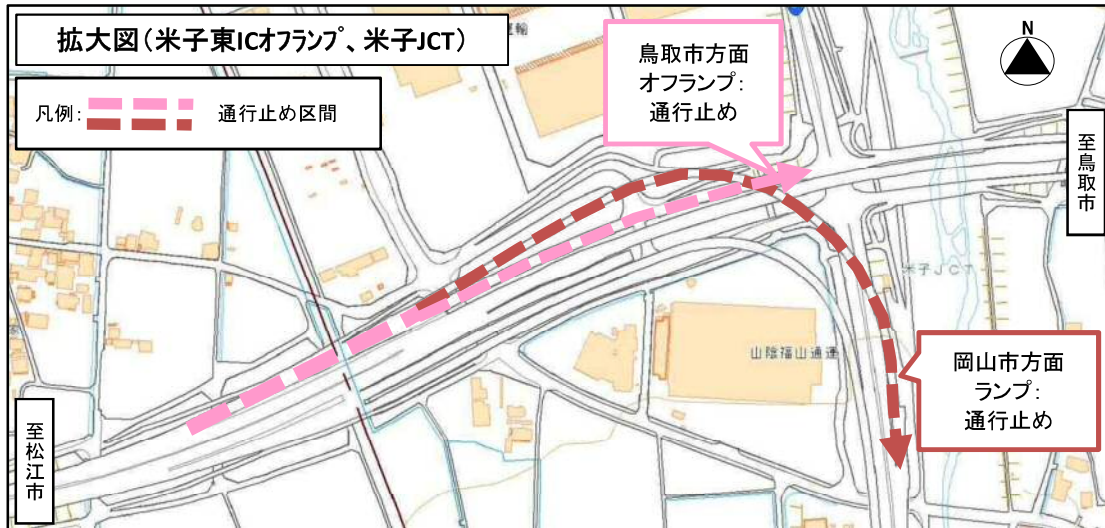 拡大図(米子東ICオフランプ、米子JCT)
凡例:
通行止め区間
鳥取市方面
オフランプ:
通行止め
N
至鳥取市
米子JCT
山陰福山通運
岡山市方面
ランプ:
通行止め
至松江市